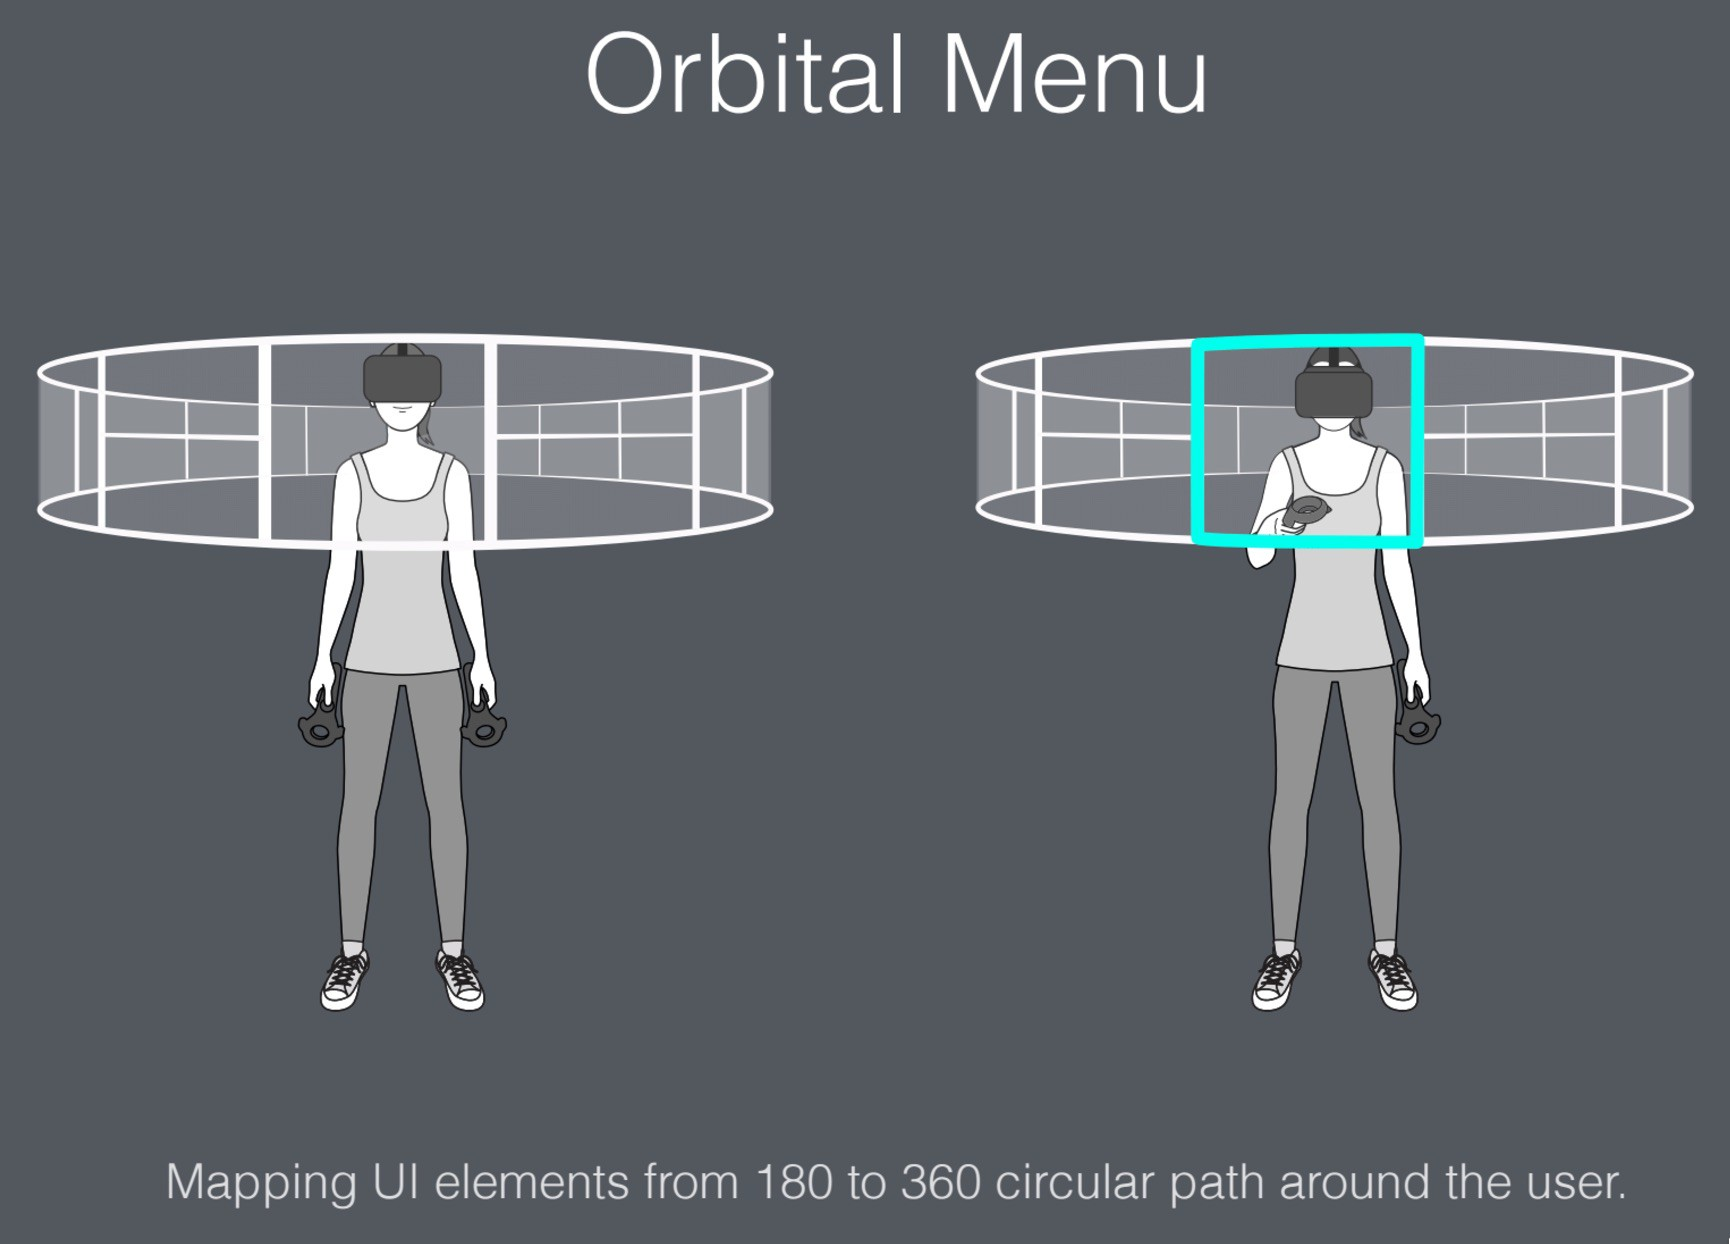 Orbital Menu
Mapping UI elements from 180 to 360 circular path around the user.